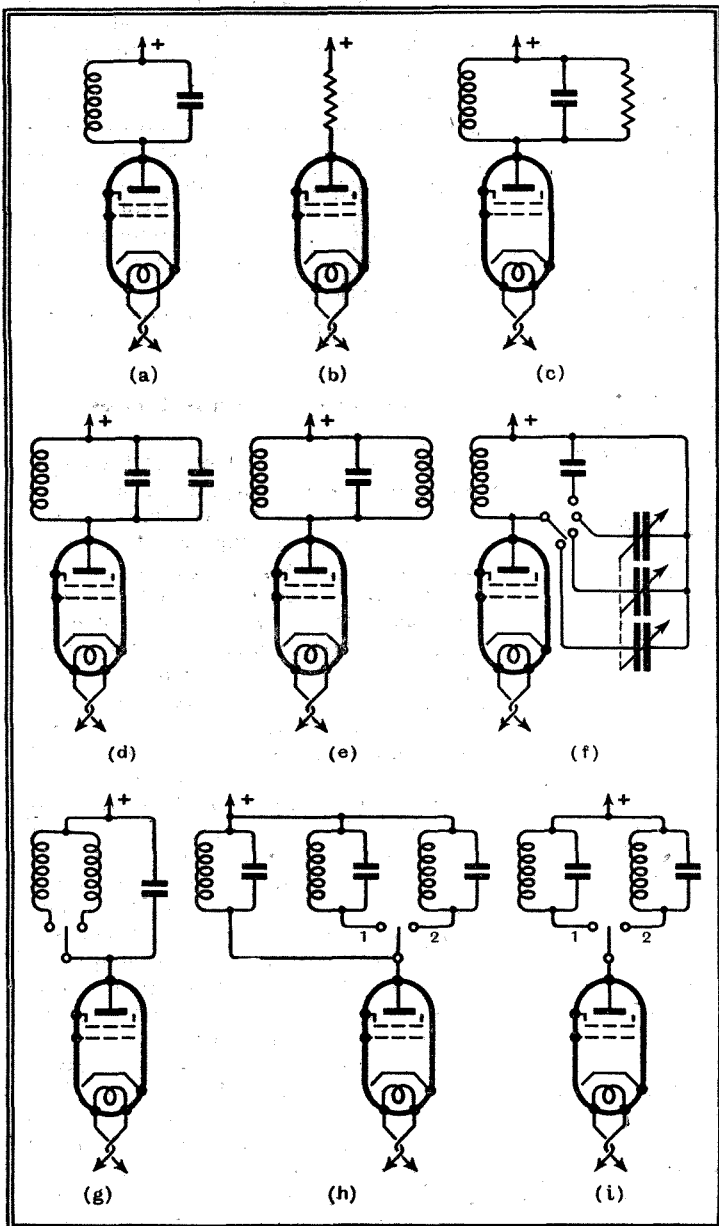 + + +
(a) (b) (c)
+ + +
(d) (e) (f)
+ + +
1 2 1 2
(g) (h) (i)